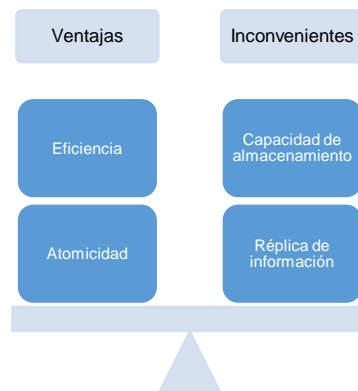 Ventajas
Inconvenientes
Eficiencia
Capacidad de
almacenamiento
Atomicidad
Réplica de
información